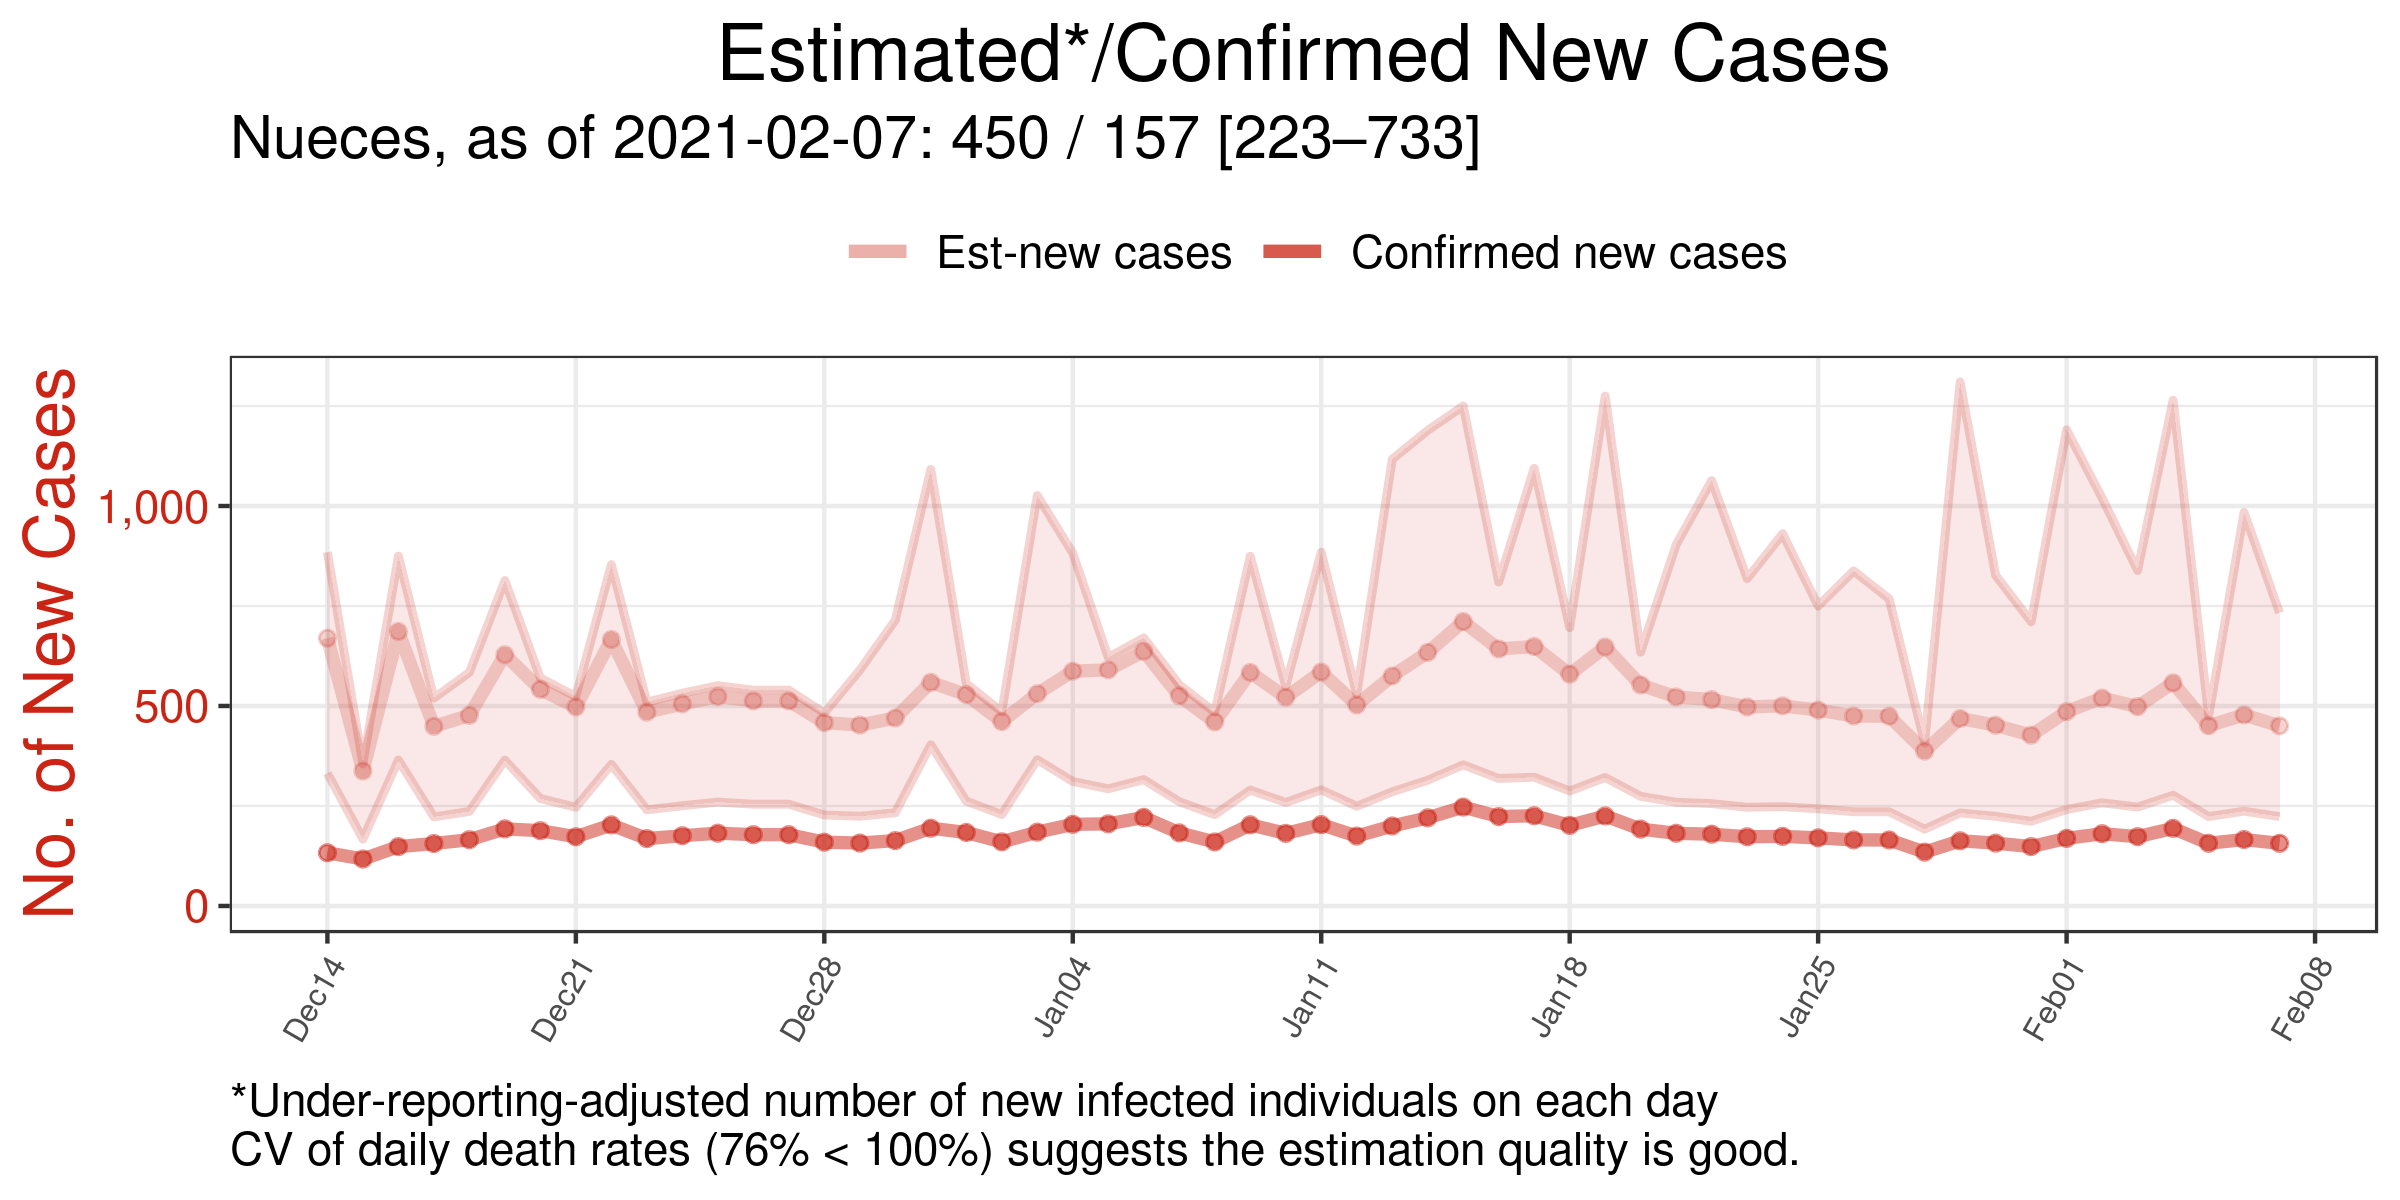 Estimated*/Confirmed New Cases
Nueces, as of 2021-02-07: 450 / 157 [223–733]
Est-new cases Confirmed new cases
No. of New Cases
1,000
500
0
Dec14 Dec21 Dec28 Jan04 Jan11 Jan18 Jan25 Feb01 Feb08
*Under-reporting-adjusted number of new infected individuals on each day
CV of daily death rates (76% < 100%) suggests the estimation quality is good.